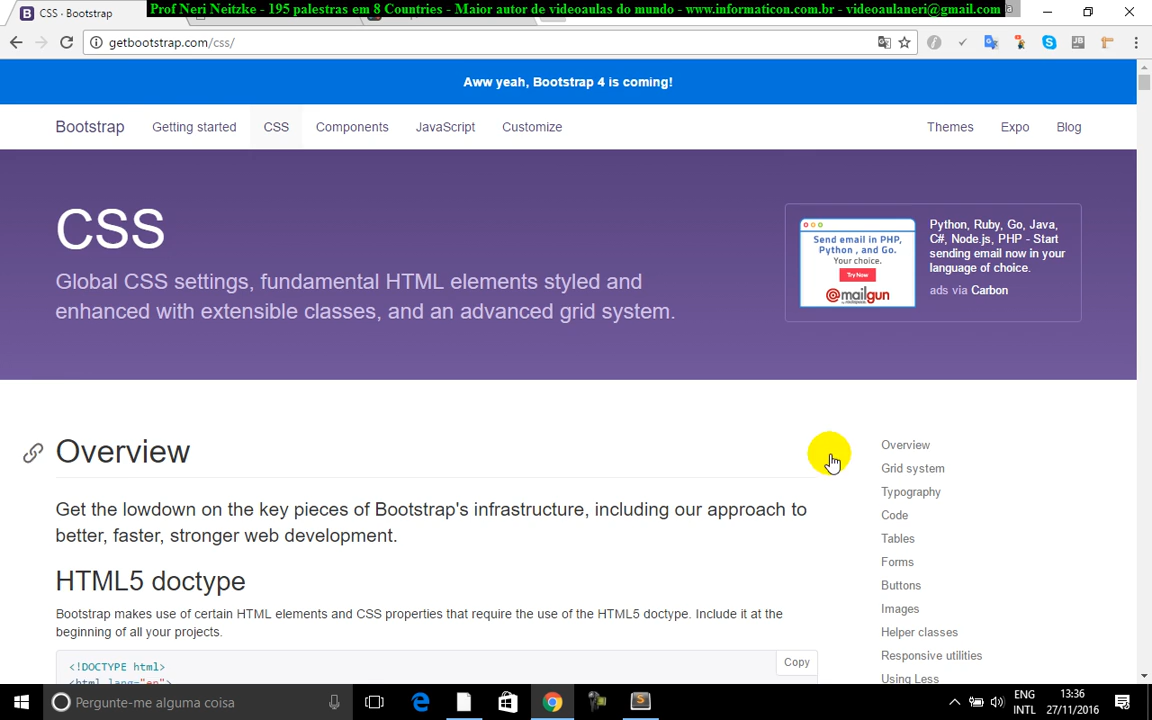 CSS · Bootstrap
Prof Neri Neitzke - 195 palestras em 8 Countries - Maior autor de videoaulas do mundo - www.informaticon.com.br - videoaulaneri@gmail.com
getbootstrap.com/css/
Aww yeah, Bootstrap 4 is coming!
Bootstrap Getting started CSS Components JavaScript Customize Themes Expo Blog
CSS
Global CSS settings, fundamental HTML elements styled and
enhanced with extensible classes, and an advanced grid system.
Send email in PHP,
Python , and Go.
Your choice.
Try Now
@mailgun
Python, Ruby, Go, Java,
C#, Node.js, PHP - Start
sending email now in your
language of choice.
ads via Carbon
Overview
Get the lowdown on the key pieces of Bootstrap's infrastructure, including our approach to
better, faster, stronger web development.
HTML5 doctype
Bootstrap makes use of certain HTML elements and CSS properties that require the use of the HTML5 doctype. Include it at the
beginning of all your projects.
Copy
<!DOCTYPE html>
<html lang="en">
Overview
Grid system
Typography
Code
Tables
Forms
Buttons
Images
Helper classes
Responsive utilities
Using Less
Pergunte-me alguma coisa
ENG
INTL
13:36
27/11/2016